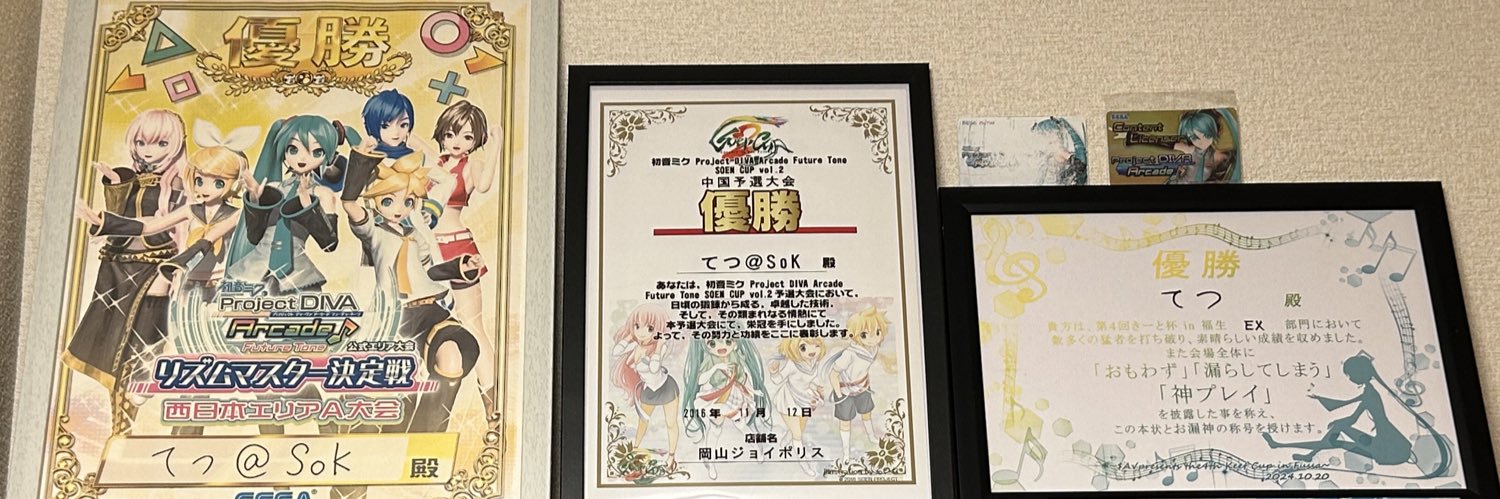 優勝
初音ミク
Project DIVA
Arcade
Future Tone
公式エリア大会
リズムマスター決定戦
西日本エリアA大会
てつ@SoK 殿
SEGA
初音ミク Project DIVA Arcade Future Tone
SOEN CUP vol.2
中国予選大会
優勝
てつ@SoK 殿
あなたは、初音ミク Project DIVA Arcade
Future Tone SOEN CUP vol.2予選大会において、
日頃の鍛錬から成る、卓越した技術、
そして、その類まれなる情熱にて
本予選大会にて、栄冠を手にしました。
よって、その努力と功績をここに表彰します。
2016年 11月 12日
店舗名
岡山ジョイポリス
SEGA
Project DIVA
Arcade
優勝
てつ 殿
貴方は、第4回きーと杯 in 福生 EX 部門において
数多くの猛者を打ち破り、素晴らしい成績を収めました。
また会場全体に
「おもわず」「漏らしてしまう」
「神プレイ」
を披露した事を称え、
この本状とお漏神の称号を授けます。
presents the 4th Keet Cup in Fussa
2024.10.20